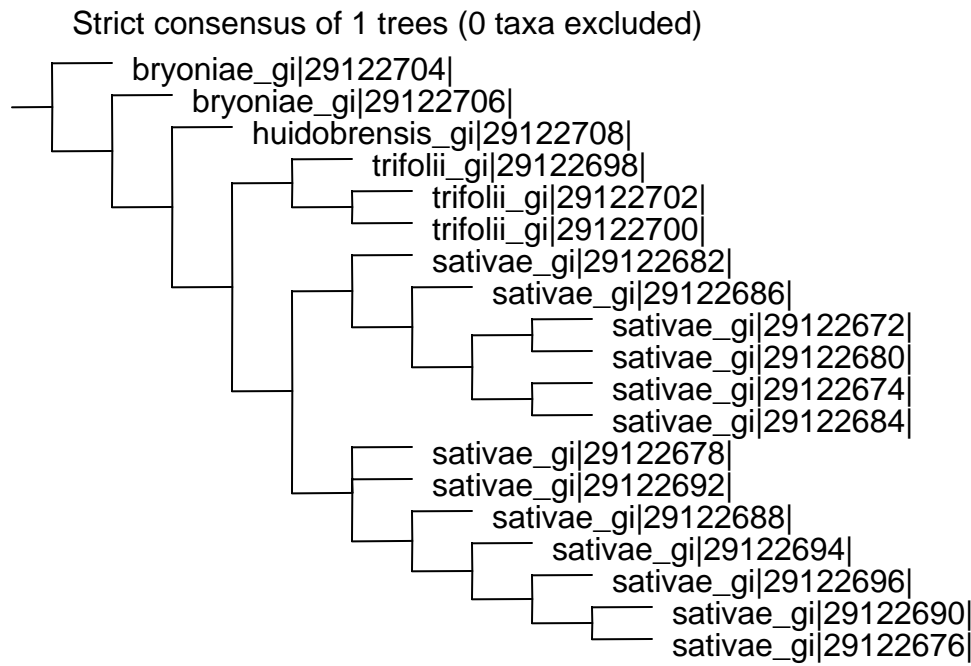 Strict consensus of 1 trees (0 taxa excluded)
bryoniae_gi|29122704|
bryoniae_gi|29122706|
huidobrensis_gi|29122708|
trifolii_gi|29122698|
trifolii_gi|29122702|
trifolii_gi|29122700|
sativae_gi|29122682|
sativae_gi|29122686|
sativae_gi|29122672|
sativae_gi|29122680|
sativae_gi|29122674|
sativae_gi|29122684|
sativae_gi|29122678|
sativae_gi|29122692|
sativae_gi|29122688|
sativae_gi|29122694|
sativae_gi|29122696|
sativae_gi|29122690|
sativae_gi|29122676|